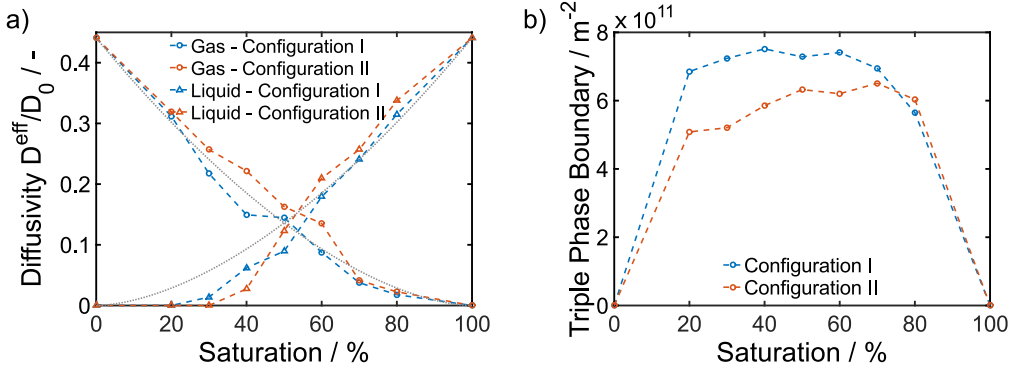 a)
Diffusivity D^eff/D_0 / -
0.4
0.3
0.2
0.1
0
Gas - Configuration I
Gas - Configuration II
Liquid - Configuration I
Liquid - Configuration II
0 20 40 60 80 100
Saturation / %
b)
Triple Phase Boundary / m^-2
8 × 10^11
6
4
2
0
Configuration I
Configuration II
0 20 40 60 80 100
Saturation / %